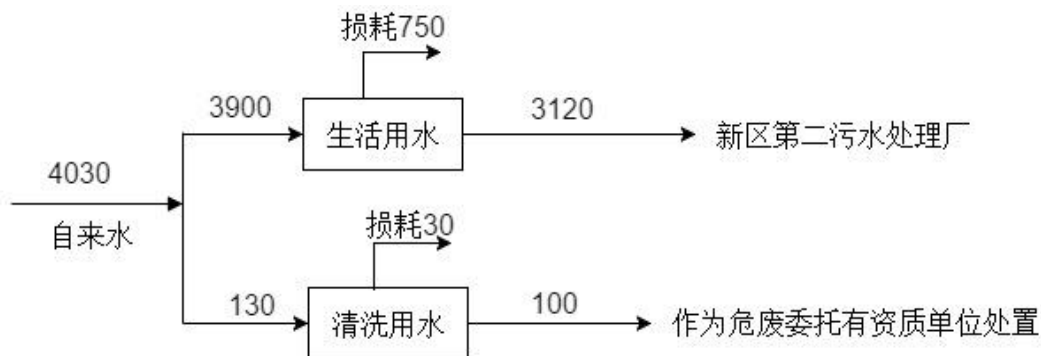 损耗750
3900
生活用水
3120
新区第二污水处理厂
4030
自来水
损耗30
130
清洗用水
100
作为危废委托有资质单位处置